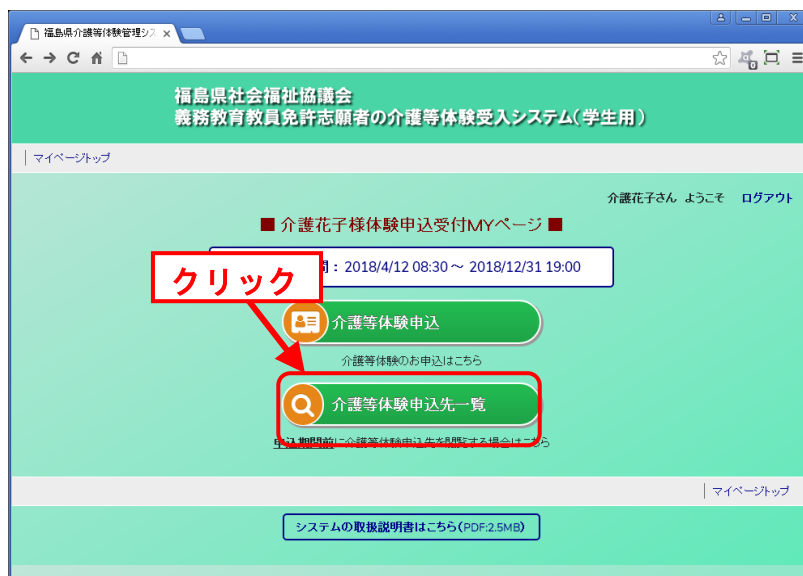 福島県介護等体験管理シス
福島県社会福祉協議会
義務教育教員免許志願者の介護等体験受入システム(学生用)
マイページトップ
介護花子さん ようこそ ログアウト
■ 介護花子様体験申込受付MYページ ■
間： 2018/4/12 08:30 ～ 2018/12/31 19:00
クリック
介護等体験申込
介護等体験のお申込はこちら
介護等体験申込先一覧
申込期間前に介護等体験申込先を閲覧する場合はこちら
マイページトップ
システムの取扱説明書はこちら(PDF:2.5MB)